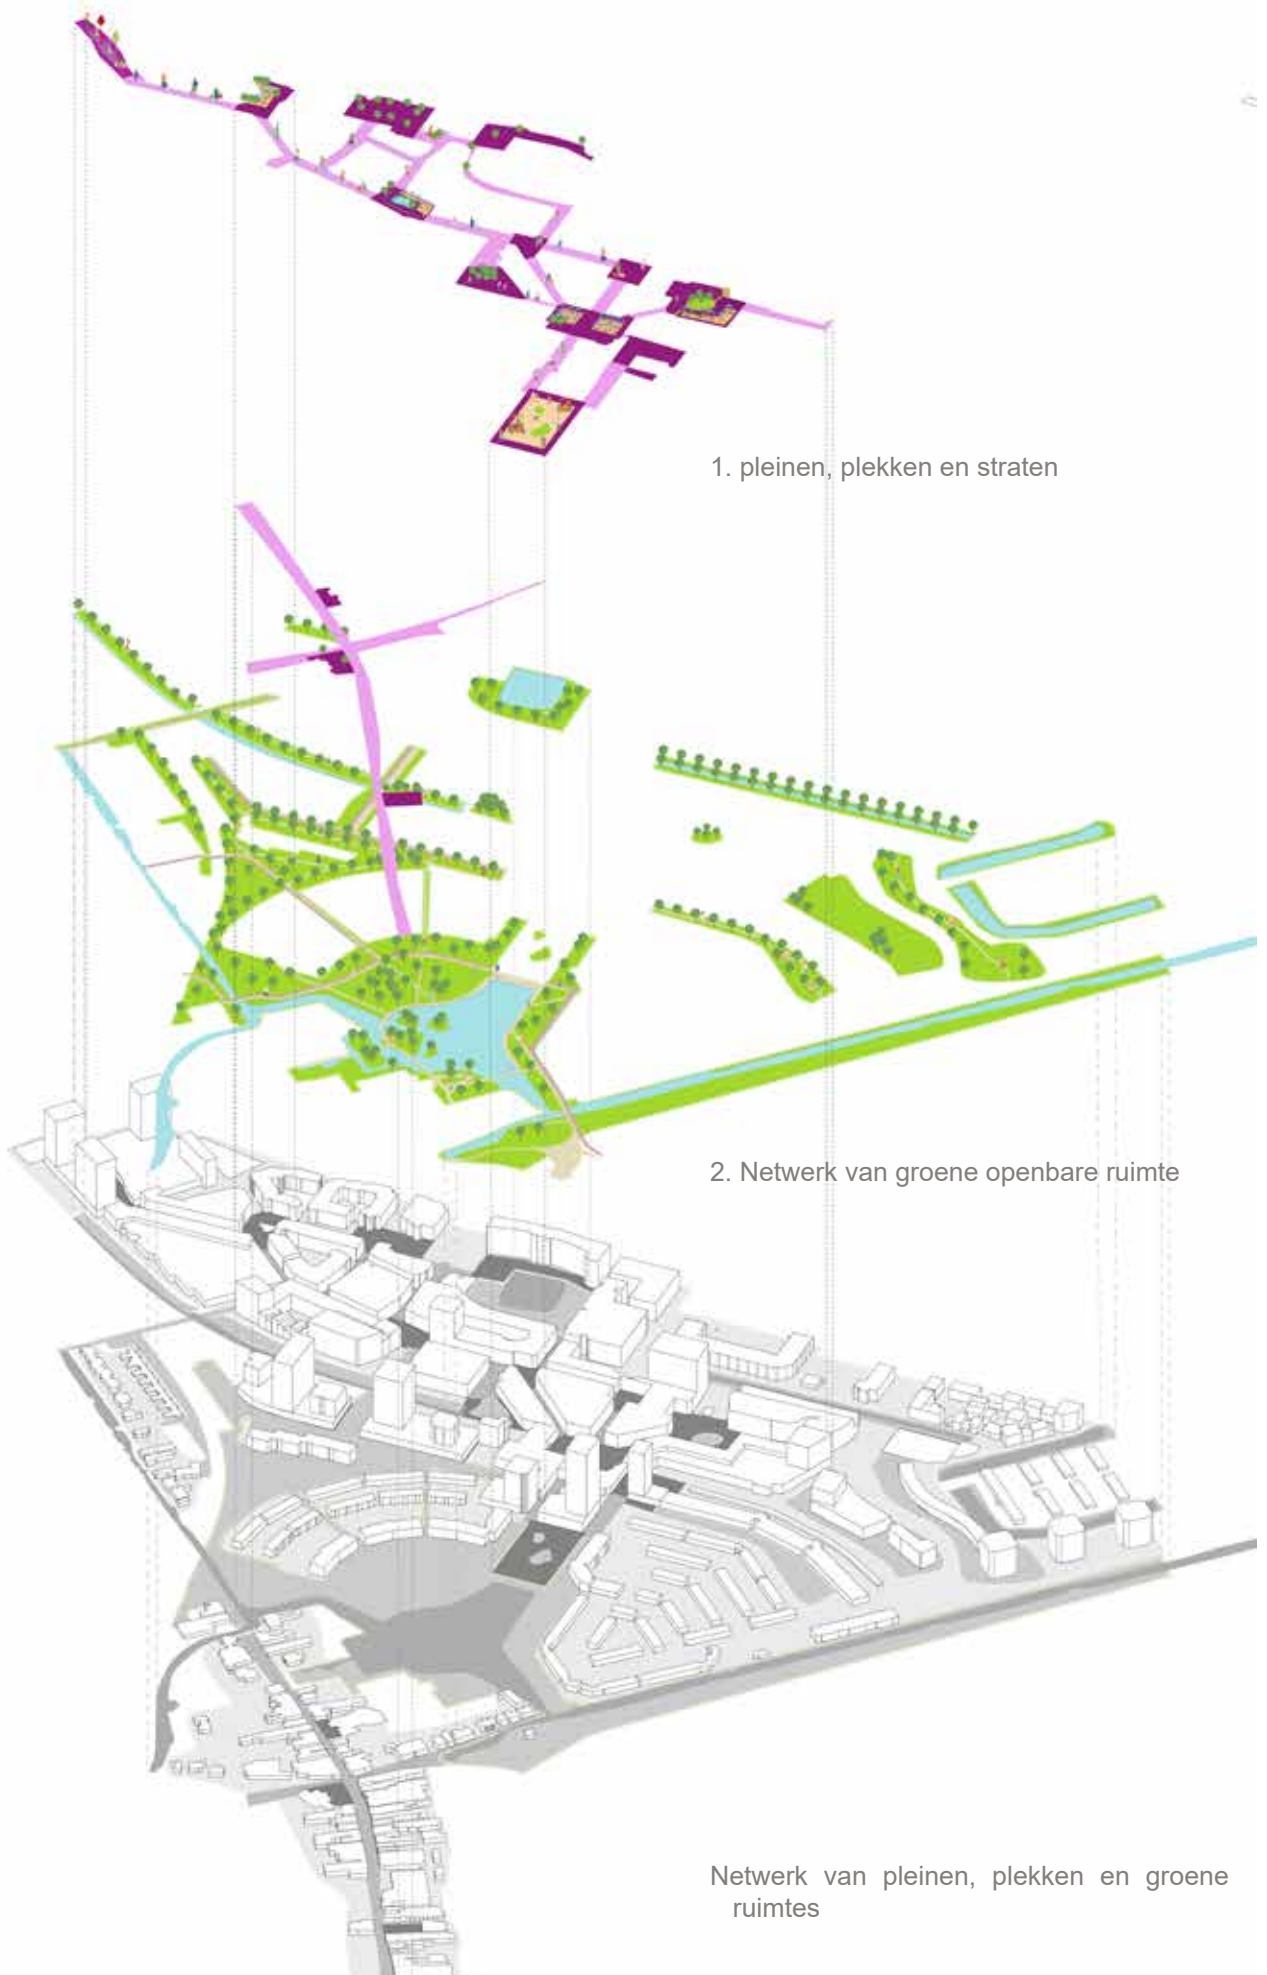 1. pleinen, plekken en straten
2. Netwerk van groene openbare ruimte
Netwerk van pleinen, plekken en groene
ruimtes